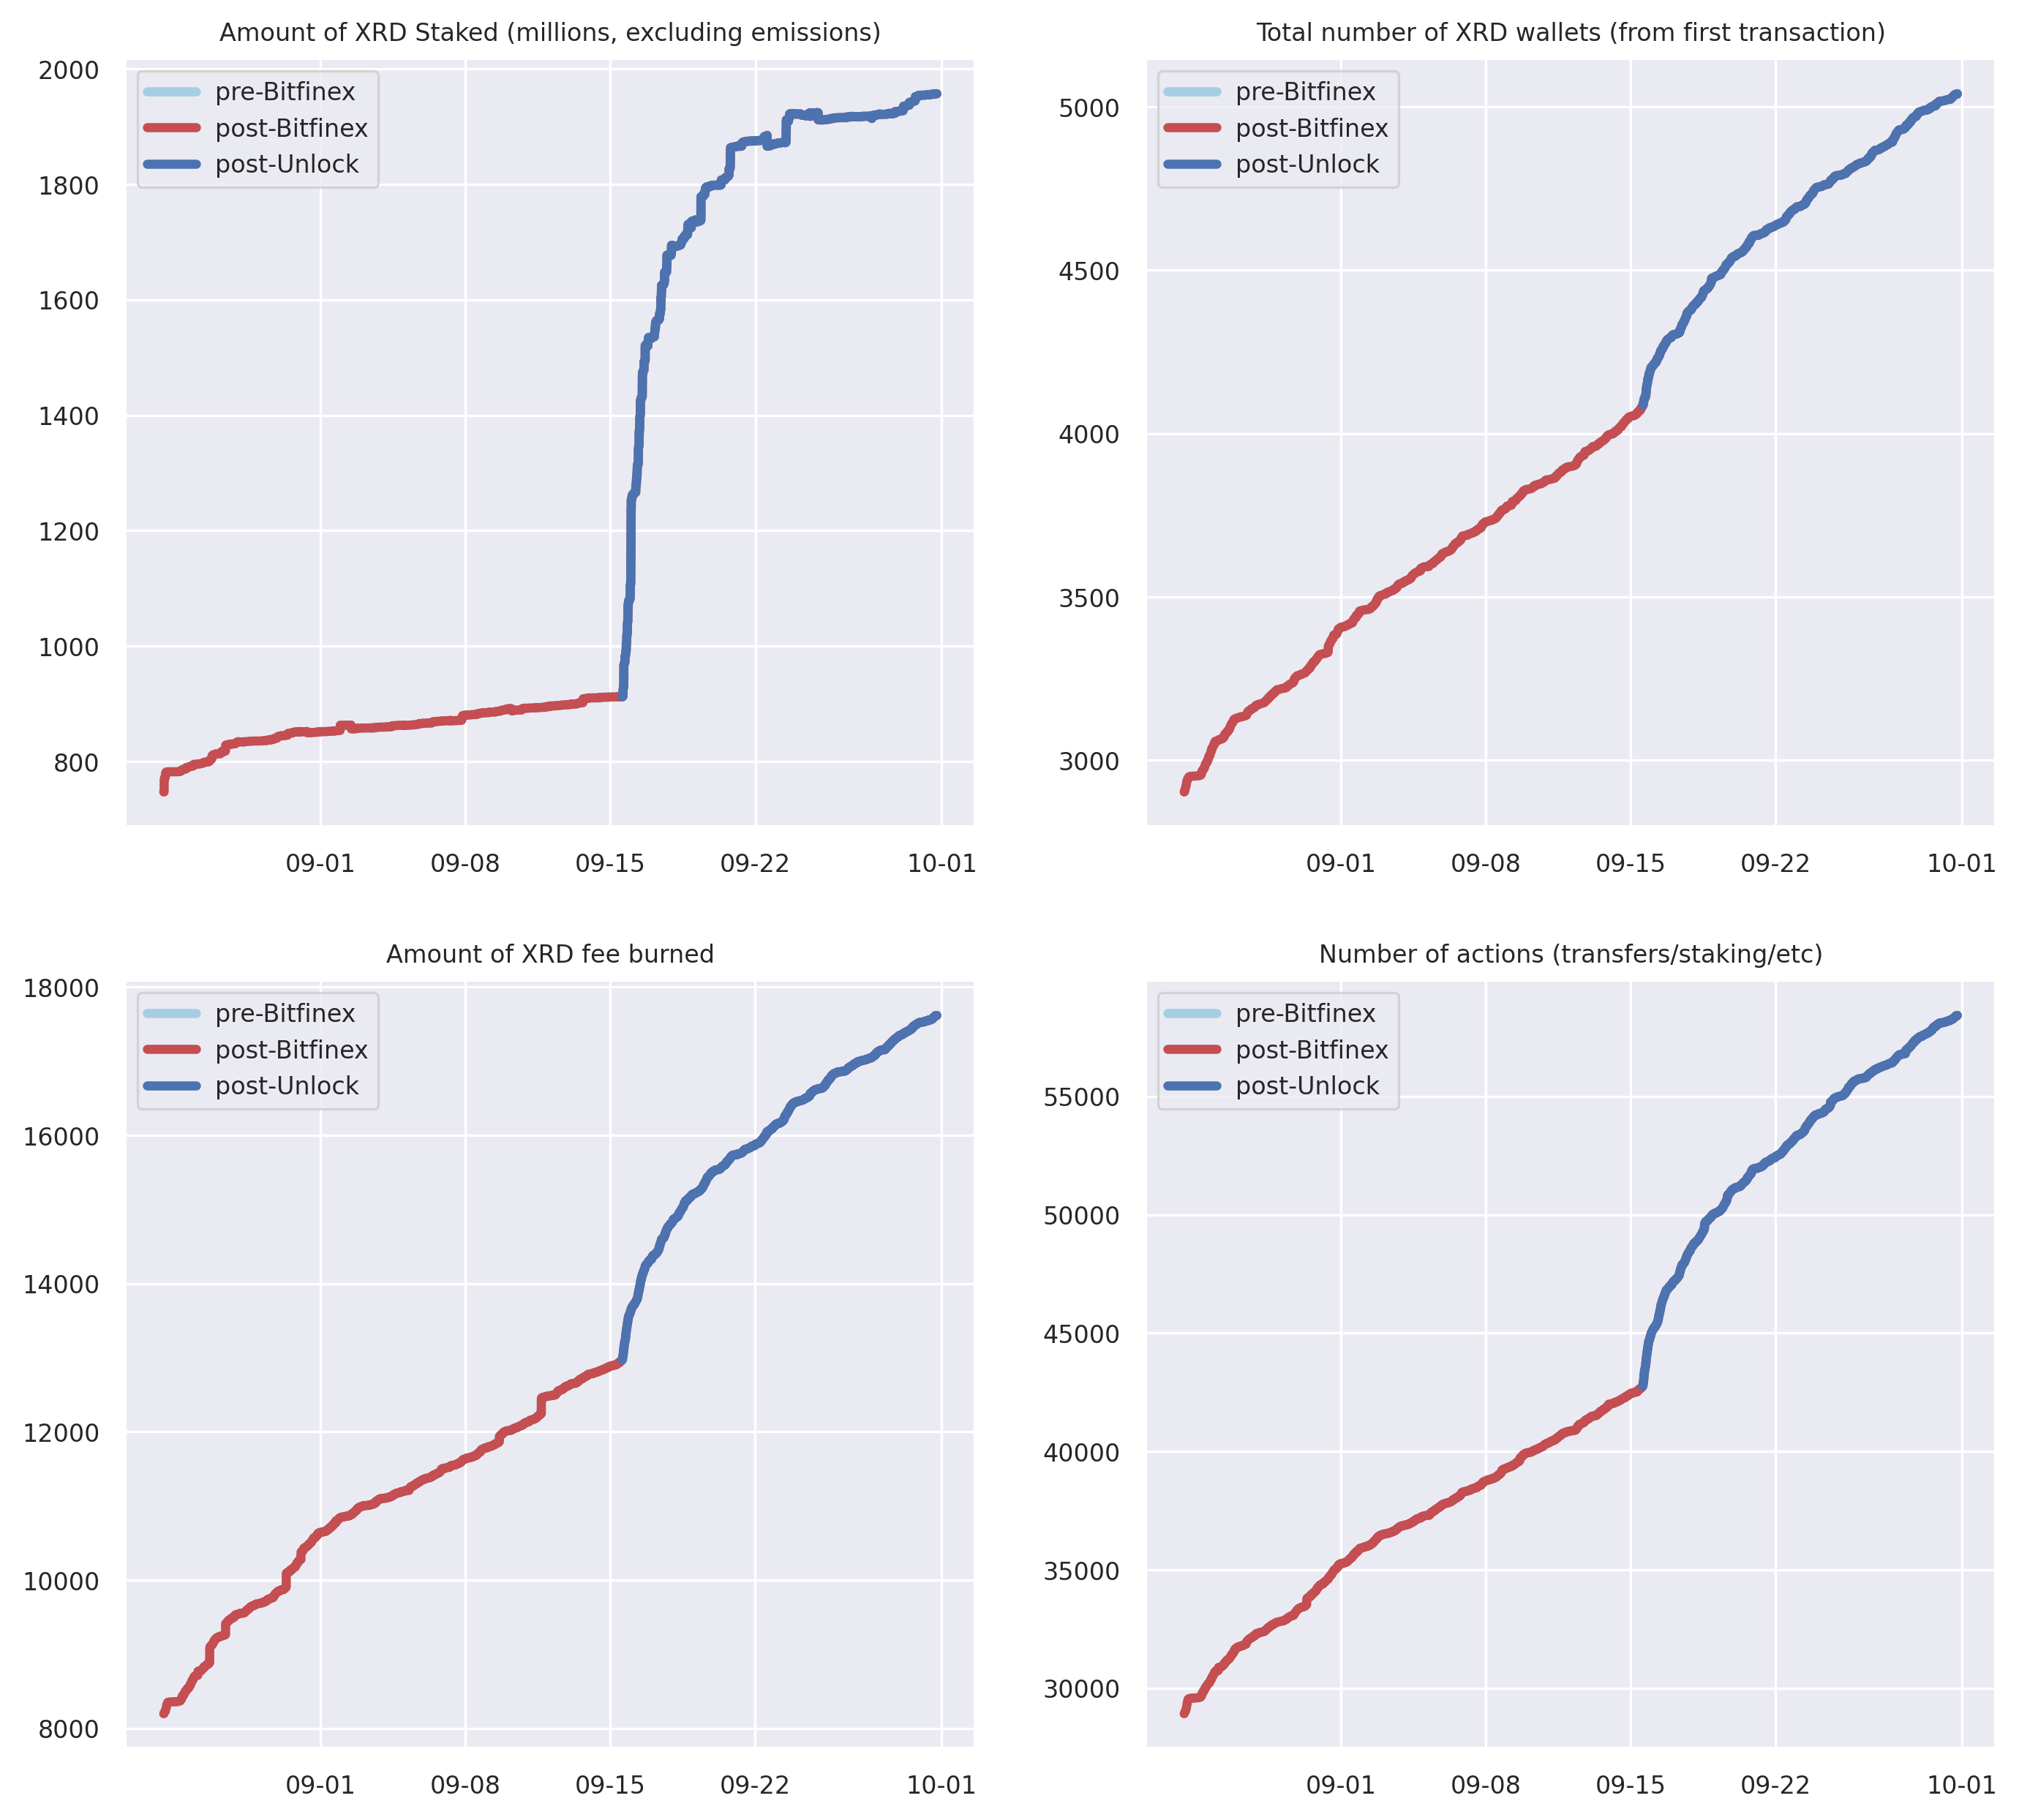 Amount of XRD Staked (millions, excluding emissions)
2000
1800
1600
1400
1200
1000
800
pre-Bitfinex
post-Bitfinex
post-Unlock
09-01 09-08 09-15 09-22 10-01
Total number of XRD wallets (from first transaction)
5000
4500
4000
3500
3000
pre-Bitfinex
post-Bitfinex
post-Unlock
09-01 09-08 09-15 09-22 10-01
Amount of XRD fee burned
18000
16000
14000
12000
10000
8000
pre-Bitfinex
post-Bitfinex
post-Unlock
09-01 09-08 09-15 09-22 10-01
Number of actions (transfers/staking/etc)
55000
50000
45000
40000
35000
30000
pre-Bitfinex
post-Bitfinex
post-Unlock
09-01 09-08 09-15 09-22 10-01